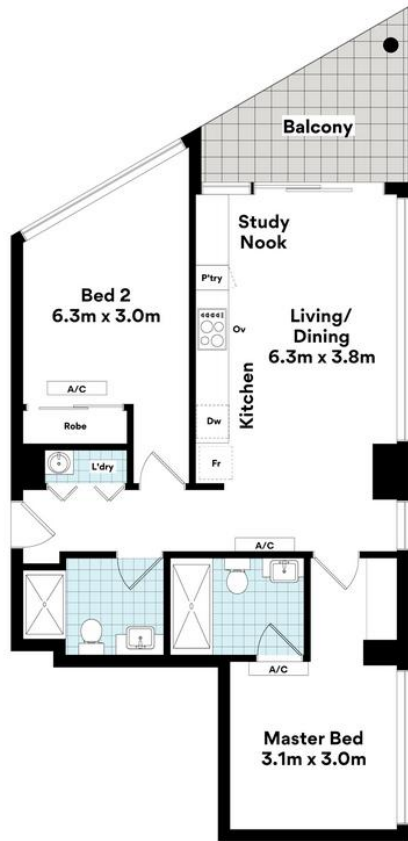 Balcony
Study
Nook
P'try
Bed 2
6.3m x 3.0m
Ov
Living/
Dining
6.3m x 3.8m
Kitchen
A/C
Robe
Dw
L'dry
Fr
A/C
A/C
Master Bed
3.1m x 3.0m